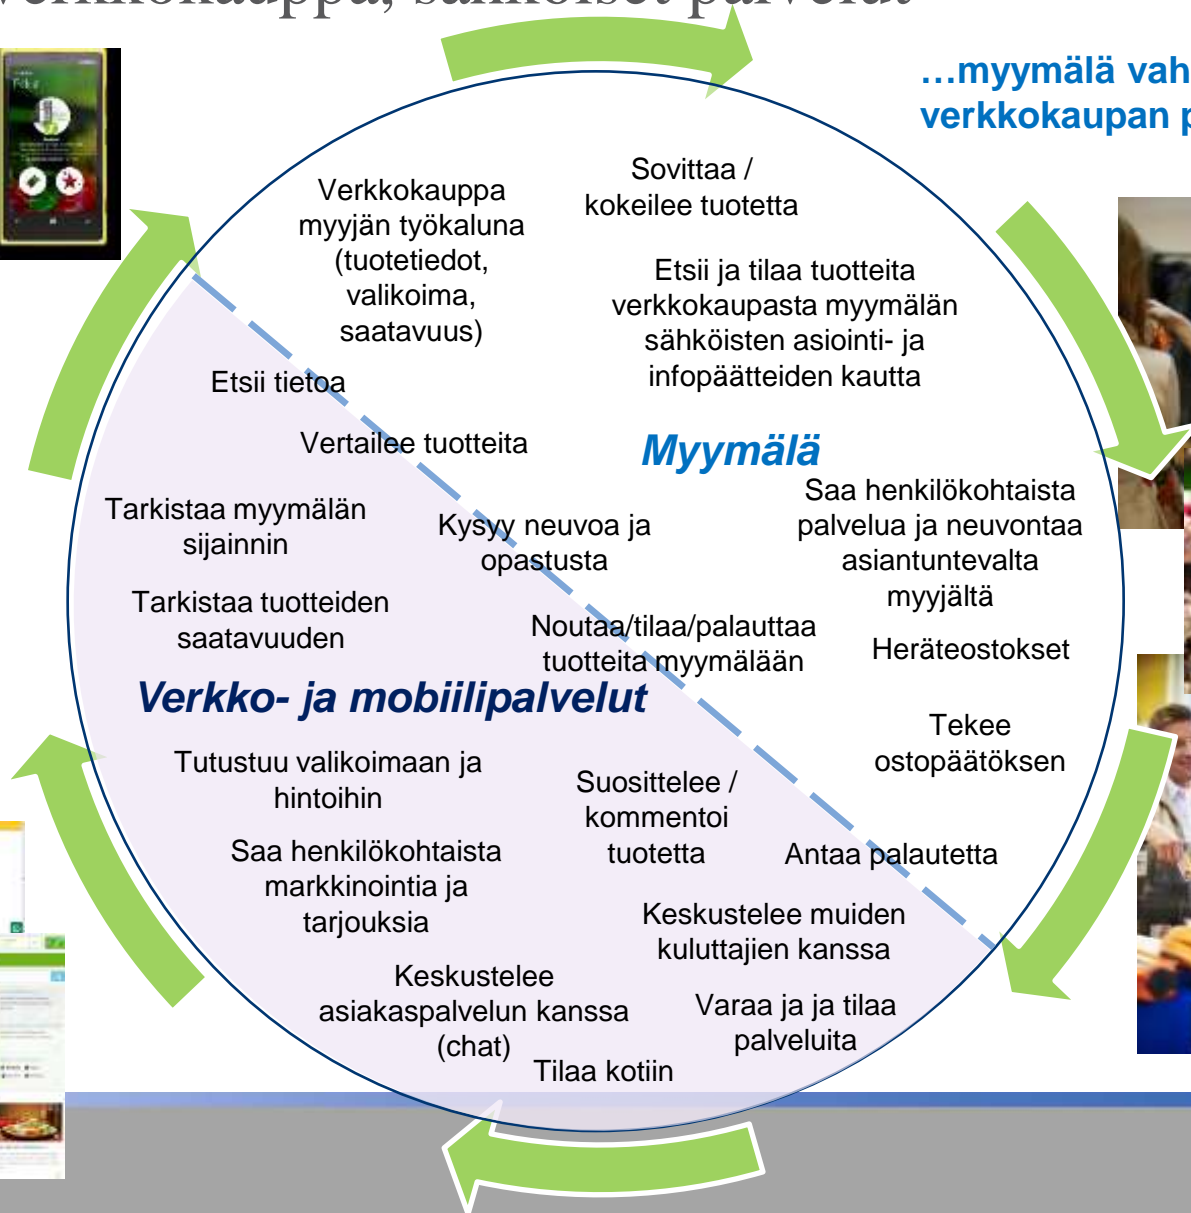 verkkokauppa, sähköiset palvelut
…myymälä vah
verkkokaupan p
Verkkokauppa
myyjän työkaluna
(tuotetiedot,
valikoima,
saatavuus)
Sovittaa /
kokeilee tuotetta
Etsii ja tilaa tuotteita
verkkokaupasta myymälän
sähköisten asiointi- ja
infopäätteiden kautta
Etsii tietoa
Vertailee tuotteita
Myymälä
Tarkistaa myymälän
sijainnin
Kysyy neuvoa ja
opastusta
Saa henkilökohtaista
palvelua ja neuvontaa
asiantuntevalta
myyjältä
Tarkistaa tuotteiden
saatavuuden
Noutaa/tilaa/palauttaa
tuotteita myymälään
Heräteostokset
Verkko- ja mobiilipalvelut
Tekee
ostopäätöksen
Tutustuu valikoimaan ja
hintoihin
Suosittelee /
kommentoi
tuotetta
Antaa palautetta
Saa henkilökohtaista
markkinointia ja
tarjouksia
Keskustelee muiden
kuluttajien kanssa
Keskustelee
asiakaspalvelun kanssa
(chat)
Varaa ja ja tilaa
palveluita
Tilaa kotiin